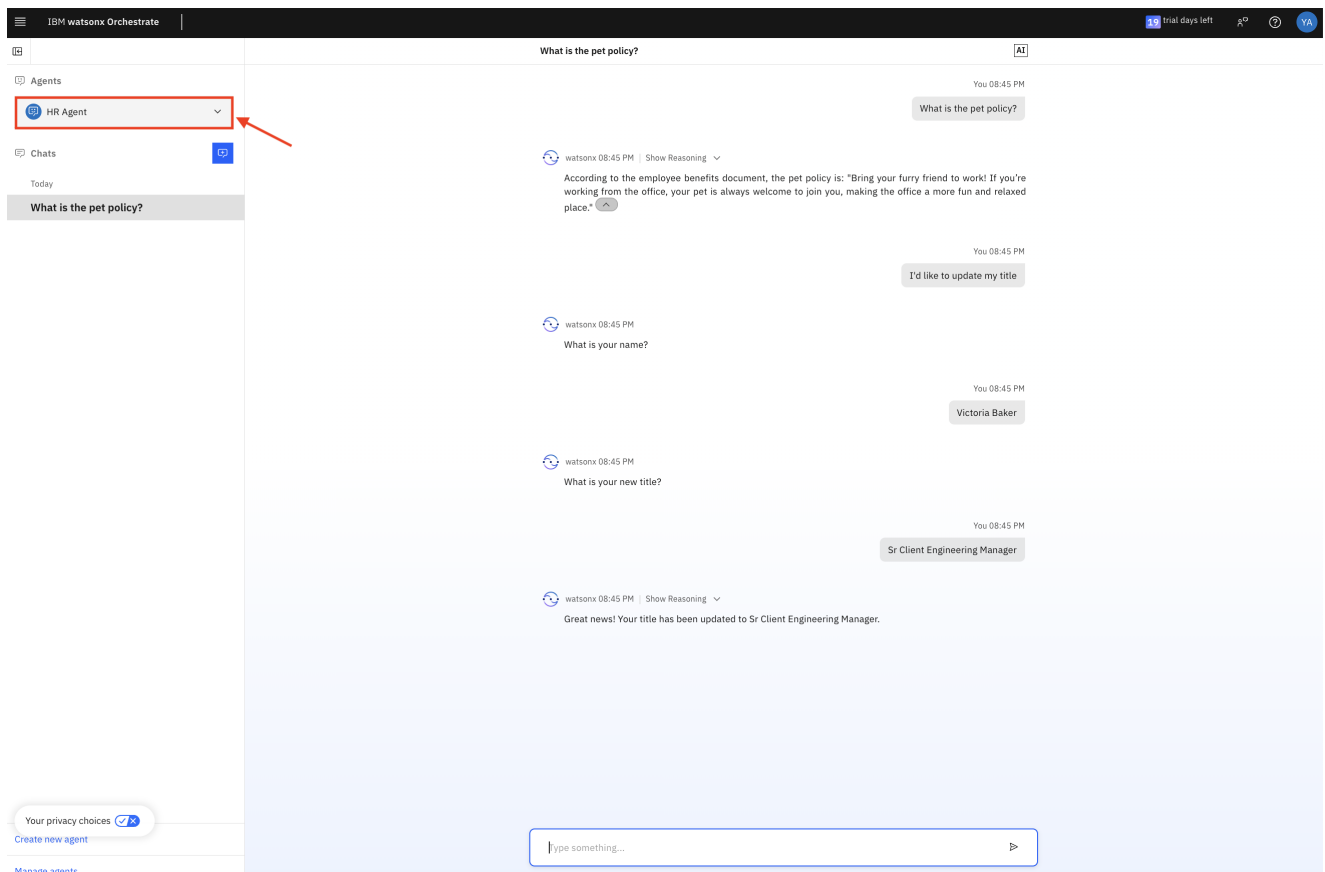 IBM watsonx Orchestrate
19 trial days left
YA
What is the pet policy?
AI
Agents
HR Agent
Chats
Today
What is the pet policy?
You 08:45 PM
What is the pet policy?
watsonx 08:45 PM | Show Reasoning
According to the employee benefits document, the pet policy is: "Bring your furry friend to work! If you're
working from the office, your pet is always welcome to join you, making the office a more fun and relaxed
place."
You 08:45 PM
I'd like to update my title
watsonx 08:45 PM
What is your name?
You 08:45 PM
Victoria Baker
watsonx 08:45 PM
What is your new title?
You 08:45 PM
Sr Client Engineering Manager
watsonx 08:45 PM | Show Reasoning
Great news! Your title has been updated to Sr Client Engineering Manager.
Your privacy choices
Create new agent
Manage agents
Type something...